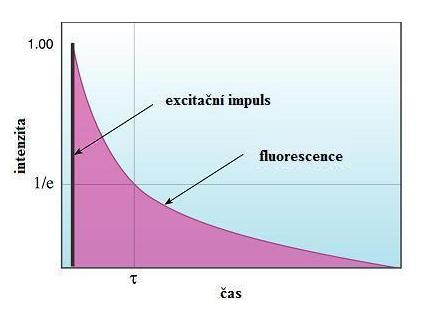 1.00
excitační impuls
intenzita
fluorescence
1/e
τ
čas